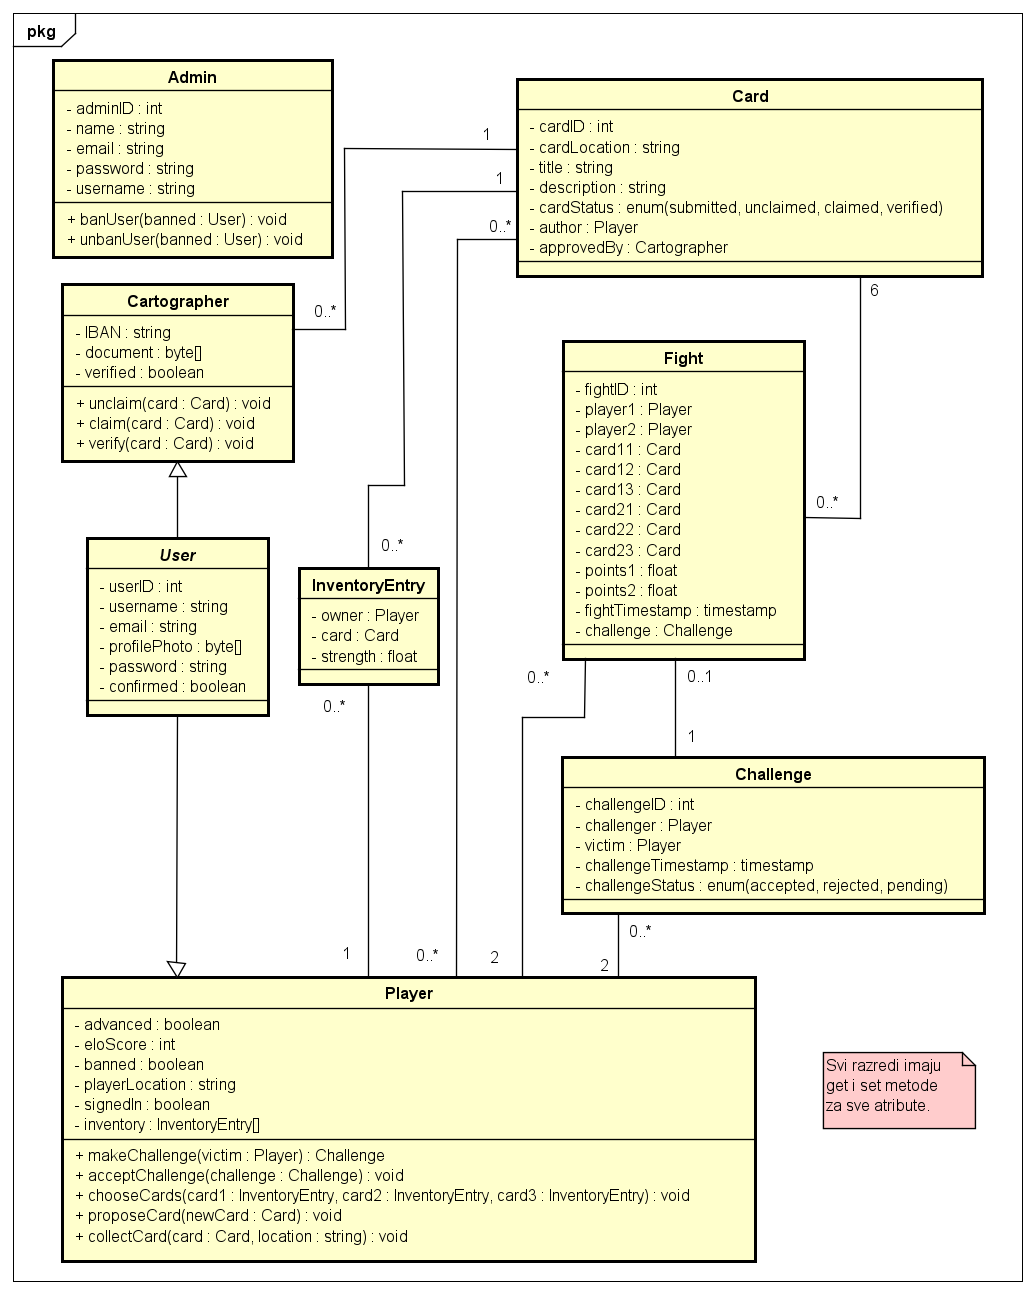 pkg
Admin
- adminID : int
- name : string
- email : string
- password : string
- username : string
+ banUser(banned : User) : void
+ unbanUser(banned : User) : void
Card
- cardID : int
- cardLocation : string
- title : string
- description : string
- cardStatus : enum(submitted, unclaimed, claimed, verified)
- author : Player
- approvedBy : Cartographer
1
1
0..*
6
Cartographer
- IBAN : string
- document : byte[]
- verified : boolean
+ unclaim(card : Card) : void
+ claim(card : Card) : void
+ verify(card : Card) : void
0..*
Fight
- fightID : int
- player1 : Player
- player2 : Player
- card11 : Card
- card12 : Card
- card13 : Card
- card21 : Card
- card22 : Card
- card23 : Card
- points1 : float
- points2 : float
- fightTimestamp : timestamp
- challenge : Challenge
0..*
User
- userID : int
- username : string
- email : string
- profilePhoto : byte[]
- password : string
- confirmed : boolean
0..*
InventoryEntry
- owner : Player
- card : Card
- strength : float
0..*
0..*
0..1
1
Challenge
- challengeID : int
- challenger : Player
- victim : Player
- challengeTimestamp : timestamp
- challengeStatus : enum(accepted, rejected, pending)
0..*
1
0..*
2
2
Player
- advanced : boolean
- eloScore : int
- banned : boolean
- playerLocation : string
- signedIn : boolean
- inventory : InventoryEntry[]
+ makeChallenge(victim : Player) : Challenge
+ acceptChallenge(challenge : Challenge) : void
+ chooseCards(card1 : InventoryEntry, card2 : InventoryEntry, card3 : InventoryEntry) : void
+ proposeCard(newCard : Card) : void
+ collectCard(card : Card, location : string) : void
Svi razredi imaju
get i set metode
za sve atribute.